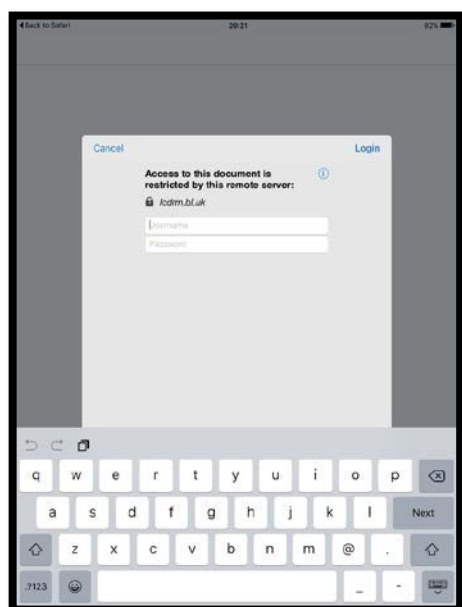 Back to Safari 20:21 92%
Cancel Login
Access to this document is
restricted by this remote server:
lcdrm.bl.uk
Username
Password
q w e r t y u i o p
a s d f g h j k l Next
z x c v b n m @ .
.?123 _ -